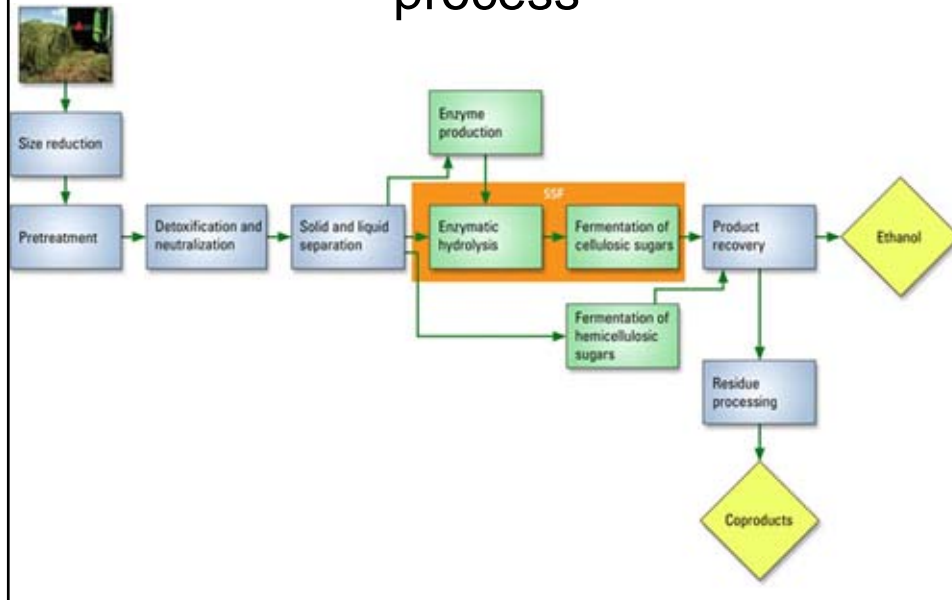 process
Size reduction
Pretreatment
Detoxification and
neutralization
Solid and liquid
separation
Enzyme
production
SSF
Enzymatic
hydrolysis
Fermentation of
cellulosic sugars
Fermentation of
hemicellulosic
sugars
Product
recovery
Ethanol
Residue
processing
Coproducts